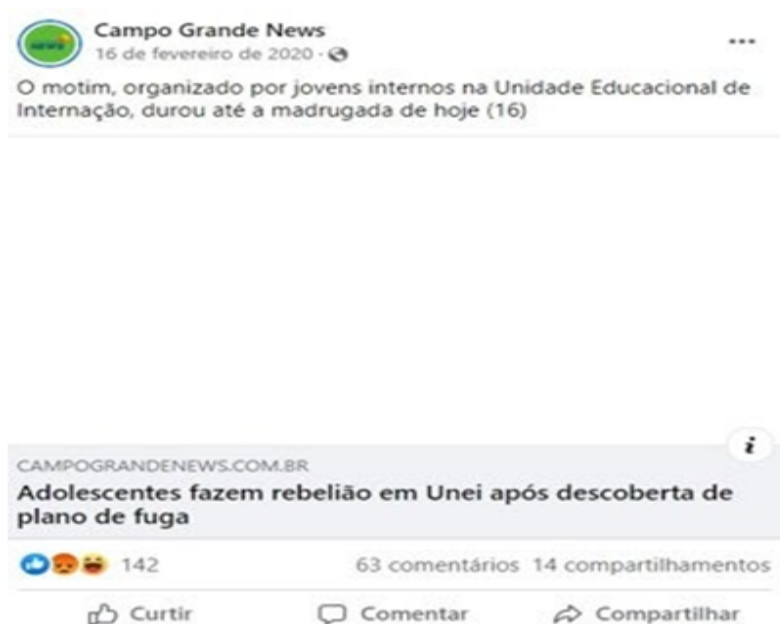 NEWS
Campo Grande News
16 de fevereiro de 2020 ·
...
O motim, organizado por jovens internos na Unidade Educacional de
Internação, durou até a madrugada de hoje (16)
i
CAMPOGRANDENEWS.COM.BR
Adolescentes fazem rebelião em Unei após descoberta de
plano de fuga
142 63 comentários 14 compartilhamentos
Curtir Comentar Compartilhar